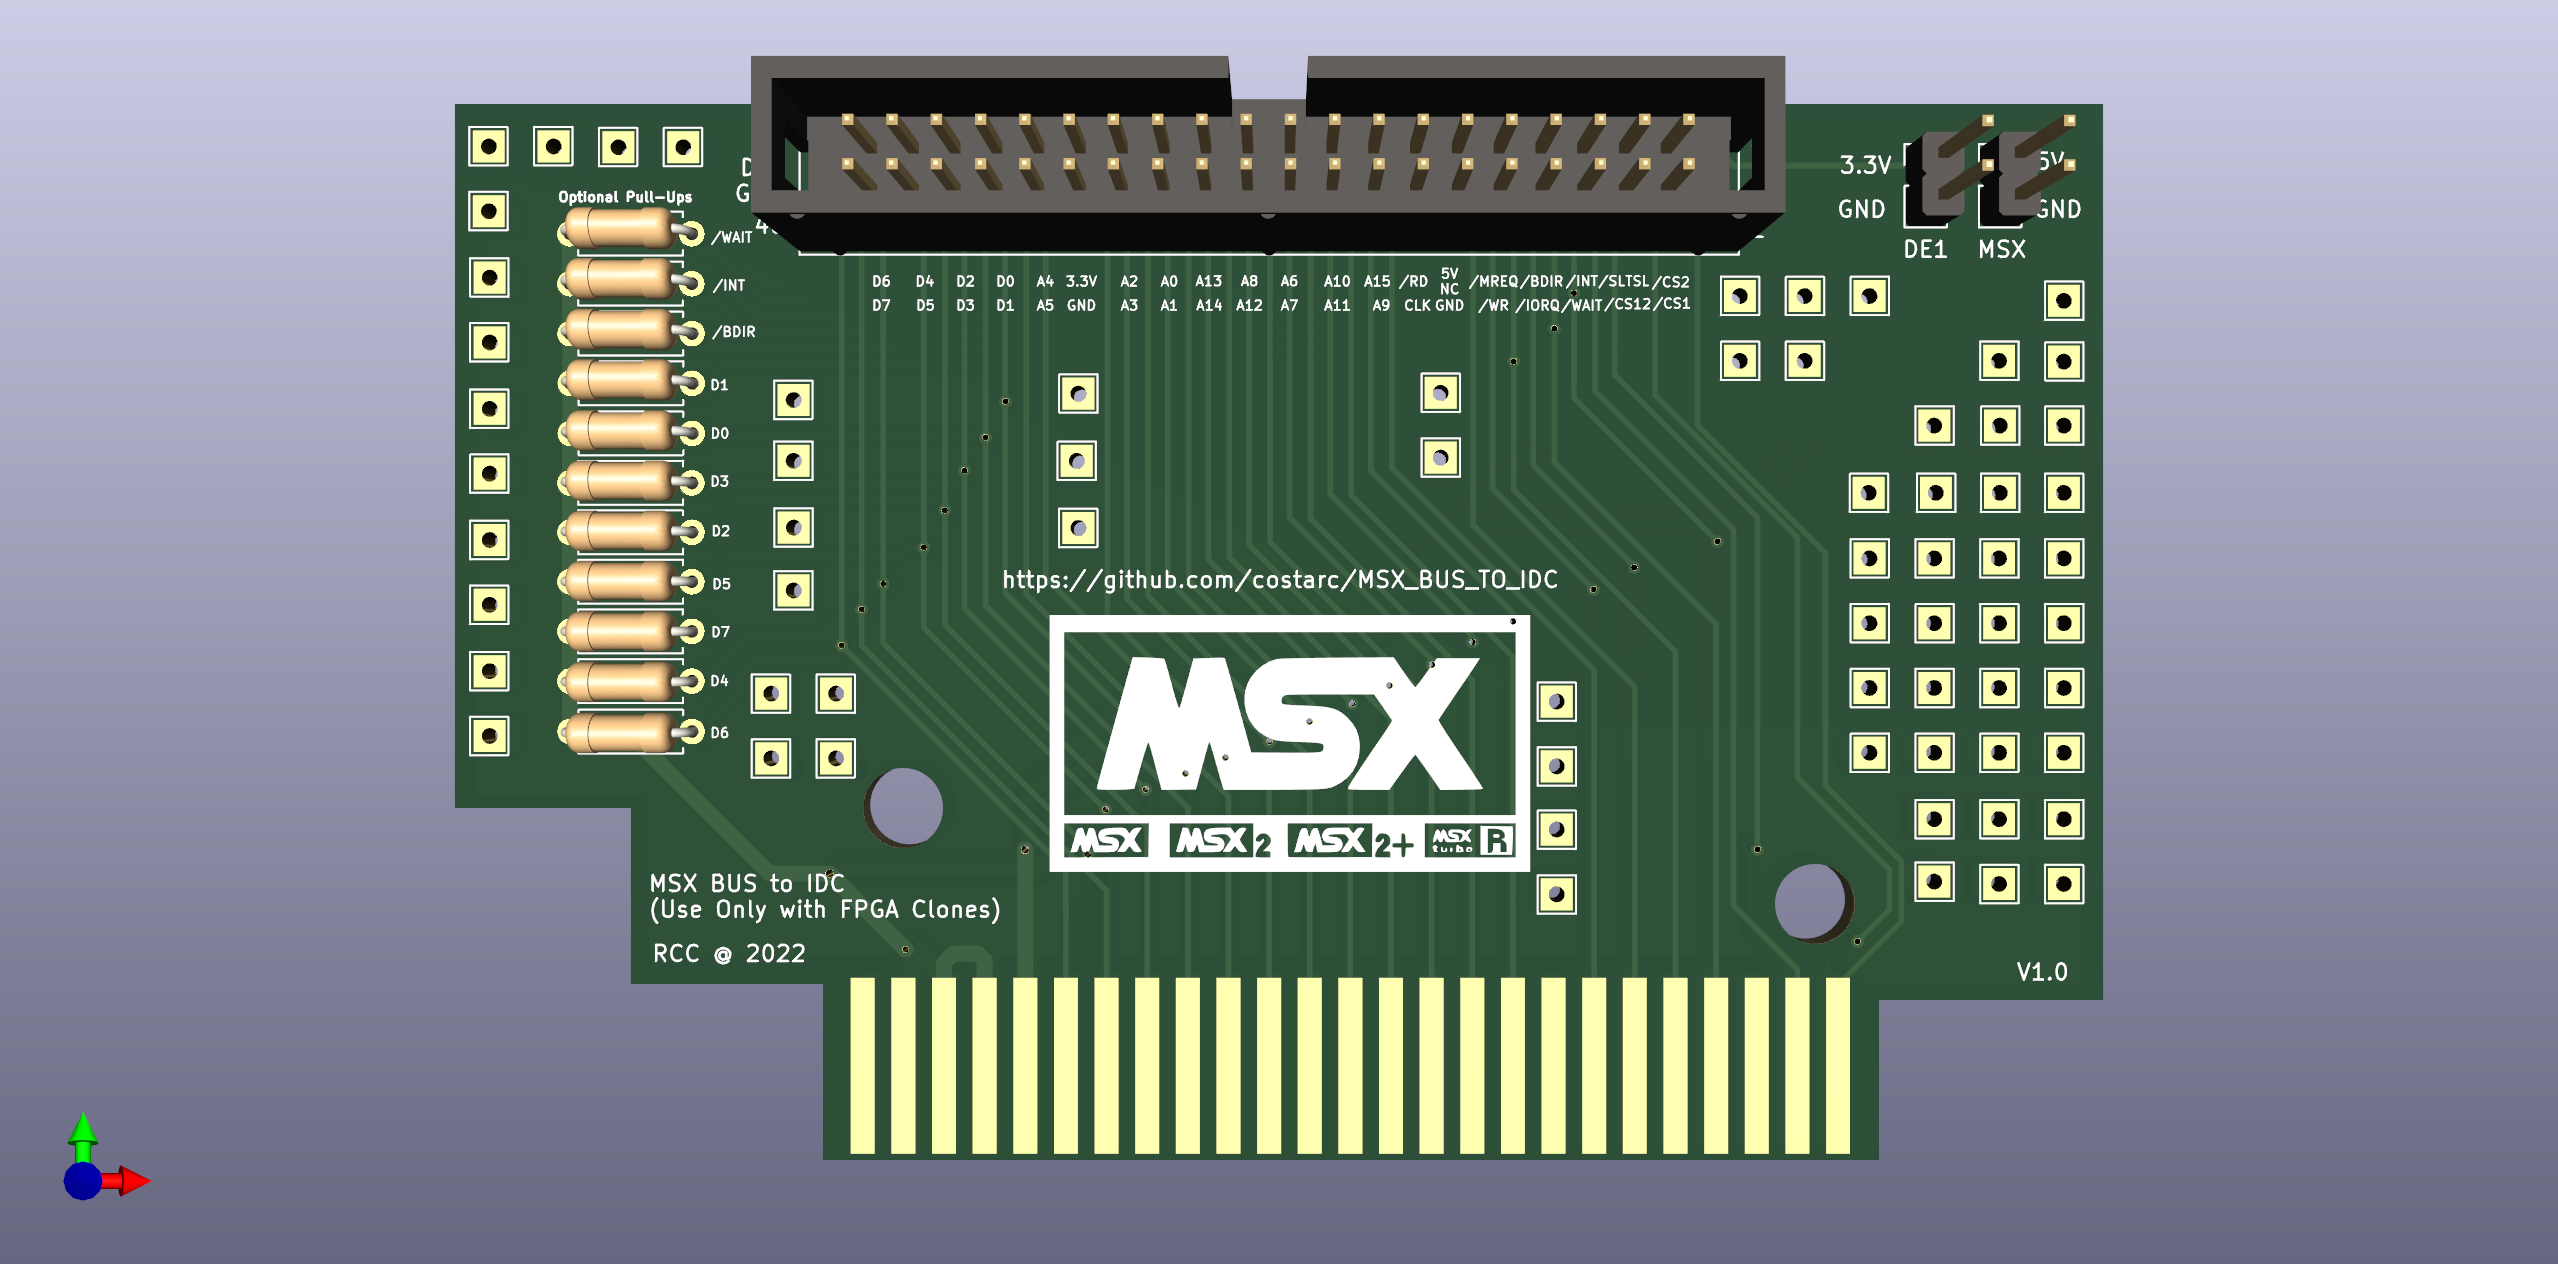 3.3V
5V
GND
GND
DE1 MSX
Optional Pull-Ups
/WAIT
/INT
/BDIR
D1
D0
D3
D2
D5
D7
D4
D6
D6 D4 D2 D0 A4 3.3V A2 A0 A13 A8 A6 A10 A15 /RD 5V NC /MREQ /BDIR /INT /SLTSL /CS2
D7 D5 D3 D1 A5 GND A3 A1 A14 A12 A7 A11 A9 CLK GND /WR /IORQ /WAIT /CS12 /CS1
https://github.com/costarc/MSX_BUS_TO_IDC
MSX
MSX MSX 2 MSX 2+ MSX turbo R
MSX BUS to IDC
(Use Only with FPGA Clones)
RCC @ 2022
V1.0